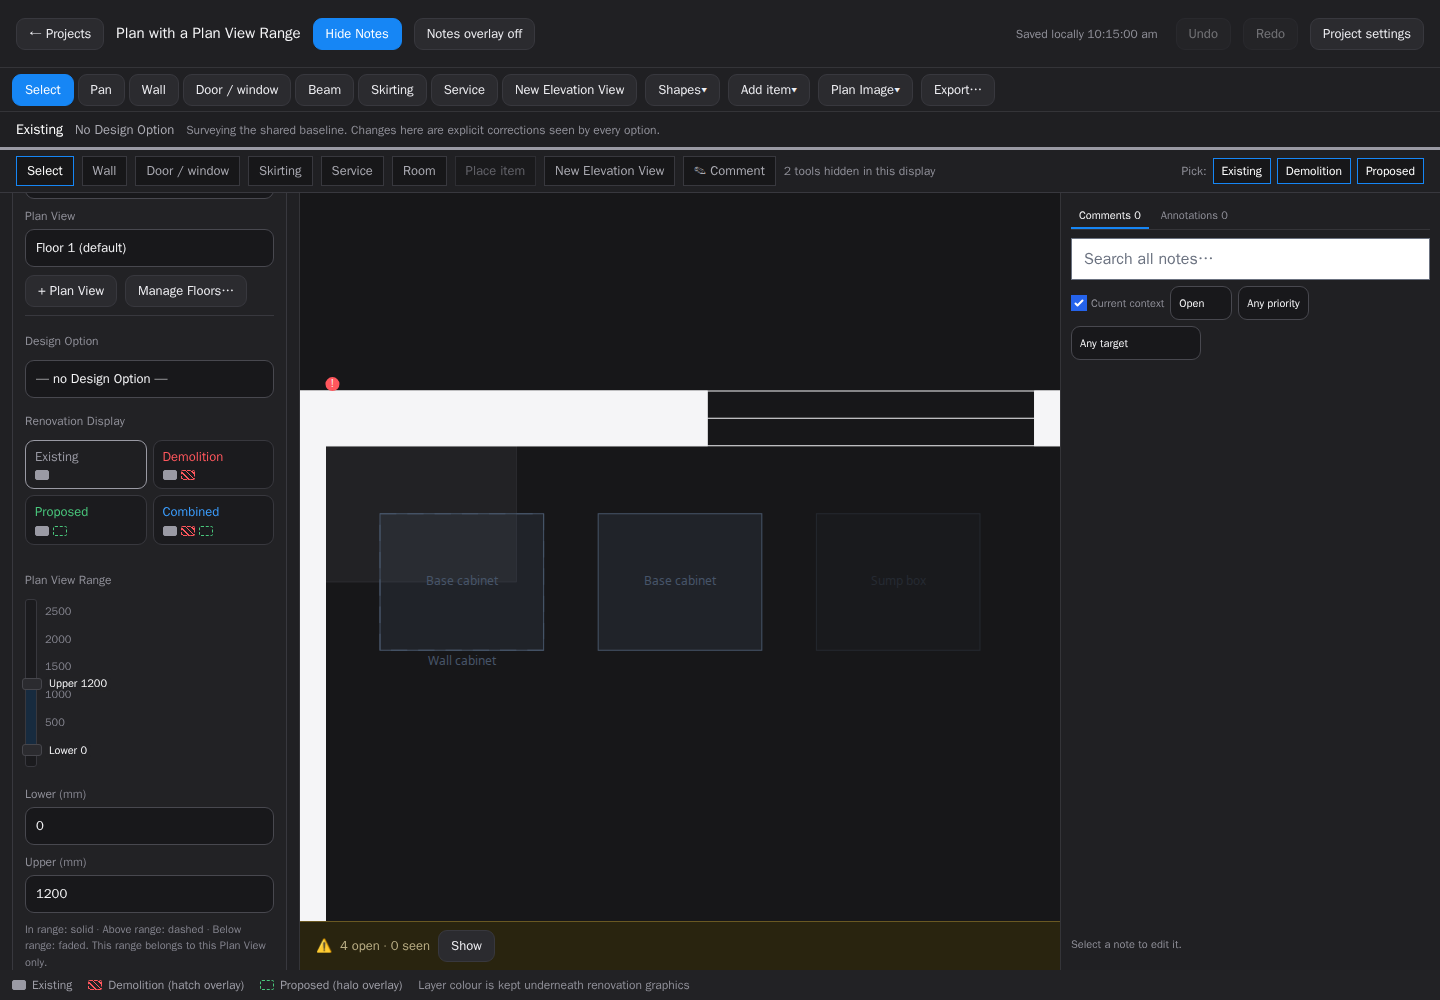 ← Projects Plan with a Plan View Range Hide Notes Notes overlay off Saved locally 10:15:00 am Undo Redo Project settings
Select Pan Wall Door / window Beam Skirting Service New Elevation View Shapes▾ Add item▾ Plan Image▾ Export…
Existing No Design Option Surveying the shared baseline. Changes here are explicit corrections seen by every option.
Select Wall Door / window Skirting Service Room Place item New Elevation View ✎ Comment 2 tools hidden in this display Pick: Existing Demolition Proposed
Plan View
Floor 1 (default)
+ Plan View Manage Floors…
Design Option
— no Design Option —
Renovation Display
Existing Demolition
Proposed Combined
Plan View Range
2500
2000
1500
Upper 1200
1000
500
Lower 0
Lower (mm)
0
Upper (mm)
1200
In range: solid · Above range: dashed · Below
range: faded. This range belongs to this Plan View
only.
!
Base cabinet Base cabinet Sump box
Wall cabinet
⚠️ 4 open · 0 seen Show
Comments 0 Annotations 0
Search all notes…
Current context Open Any priority
Any target
Select a note to edit it.
Existing Demolition (hatch overlay) Proposed (halo overlay) Layer colour is kept underneath renovation graphics